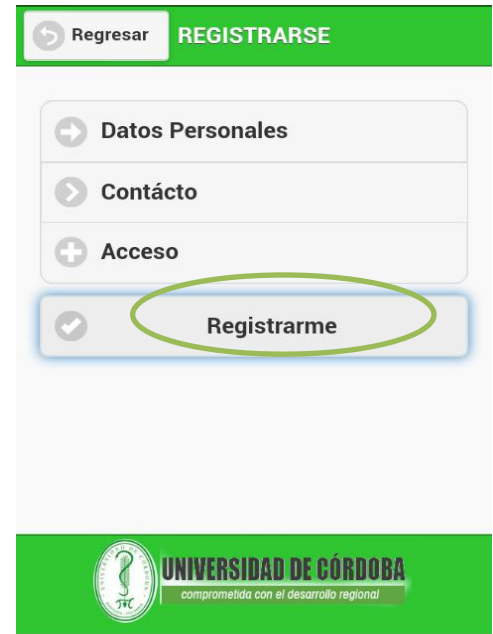 Regresar REGISTRARSE
Datos Personales
Contácto
Acceso
Registrarme
UNIVERSIDAD DE CÓRDOBA
comprometida con el desarrollo regional